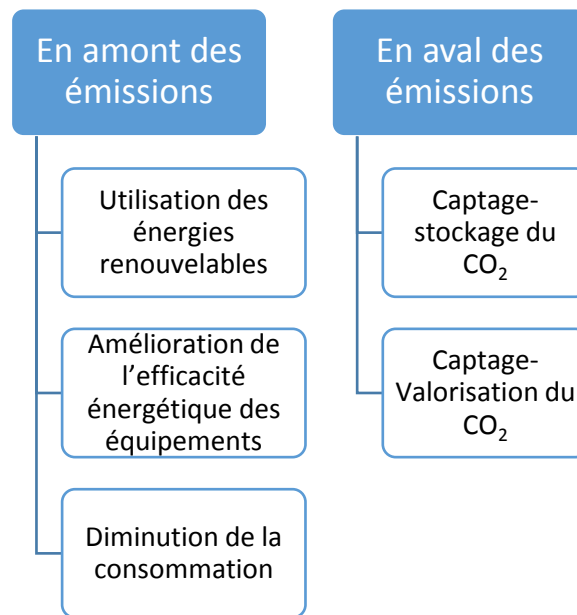 En amont des
émissions
Utilisation des
énergies
renouvelables
Amélioration de
l’efficacité
énergétique des
équipements
Diminution de la
consommation
En aval des
émissions
Captage-
stockage du
CO₂
Captage-
Valorisation du
CO₂